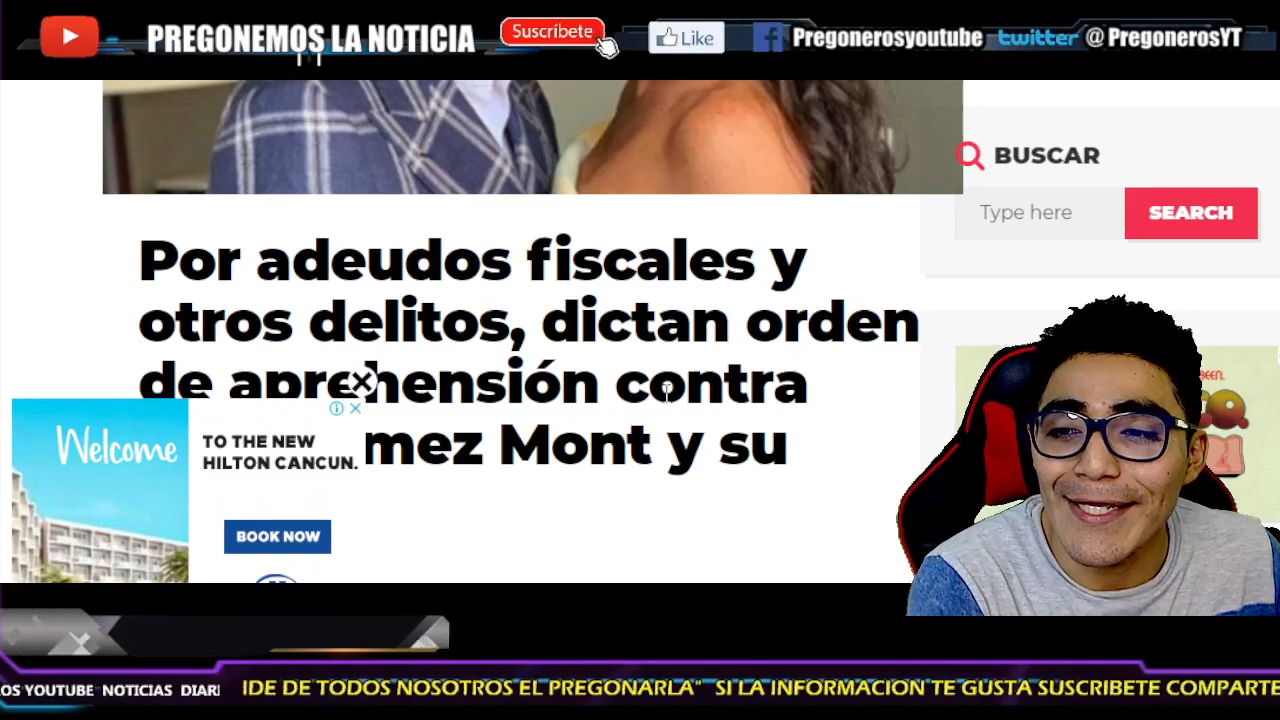 PREGONEMOS LA NOTICIA
Suscríbete
Like
Pregonerosyoutube
twitter @PregonerosYT
BUSCAR
Type here
SEARCH
Por adeudos fiscales y
otros delitos, dictan orden
de aprehensión contra
mez Mont y su
Welcome
TO THE NEW
HILTON CANCUN.
BOOK NOW
OS YOUTUBE NOTICIAS DIARI
IDE DE TODOS NOSOTROS EL PREGONARLA" SI LA INFORMACION TE GUSTA SUSCRIBETE COMPARTE